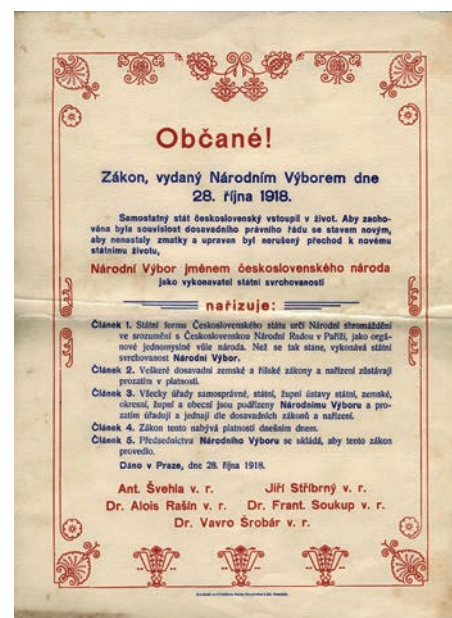 Občané!
Zákon, vydaný Národním Výborem dne
28. října 1918.
Samostatný stát československý vstoupil v život. Aby zacho-
vána byla souvislost dosavadního právního řádu se stavem novým,
aby nenastaly zmatky a upraven byl nerušený přechod k novému
státnímu životu,
Národní Výbor jménem československého národa
jako vykonavatel státní svrchovanosti
nařizuje:
Článek 1. Státní formu Československého státu určí Národní shromáždění
ve srozumění s Československou Národní Radou v Paříži, jako orgá-
nové jednomyslné vůle národa. Než se tak stane, vykonává státní
svrchovanost Národní Výbor.
Článek 2. Veškeré dosavadní zemské a říšské zákony a nařízení zůstávají
prozatím v platnosti.
Článek 3. Všecky úřady samosprávné, státní, župní ústavy státní, zemské,
okresní, župní a obecní jsou podřízeny Národnímu Výboru a pro-
zatím úřadují a jednají dle dosavadních zákonů a nařízení.
Článek 4. Zákon tento nabývá platnosti dnešním dnem.
Článek 5. Předsednictvu Národního Výboru se ukládá, aby tento zákon
provedlo.
Dáno v Praze, dne 28. října 1918.
Ant. Švehla v. r. Jiří Stříbrný v. r.
Dr. Alois Rašín v. r. Dr. Frant. Soukup v. r.
Dr. Vavro Šrobár v. r.